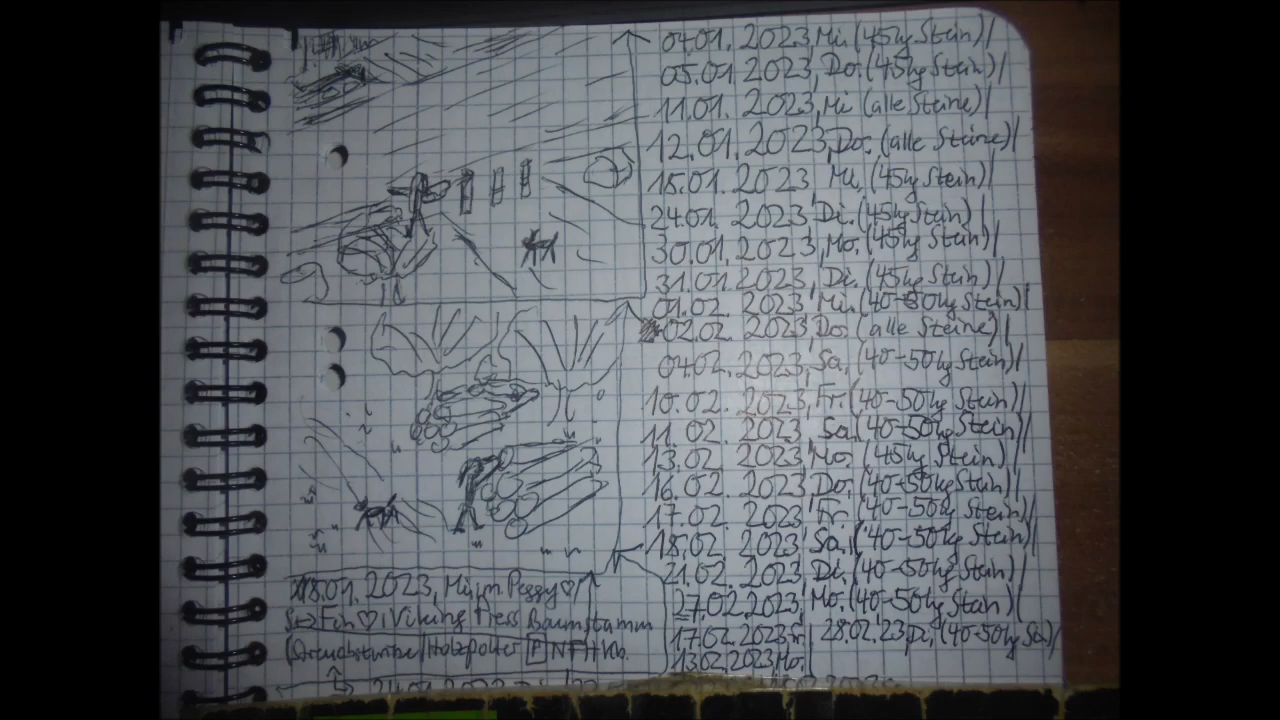 04.01.2023, Mi. (45kg Stein) |
05.01.2023, Do. (45kg Stein) |
11.01.2023, Mi (alle Steine) |
12.01.2023, Do. (alle Steine) |
18.01.2023, Mi, (45kg Stein) |
24.01.2023 Di. (45kg Stein) |
30.01.2023, Mo. (45kg Stein) |
31.01.2023, Di. (45kg Stein) |
01.02.2023 Mi. (40-50kg Stein) |
02.02.2023, Do. (alle Steine) |
04.02.2023, Sa. (40-50kg Stein) |
10.02.2023, Fr. (40-50kg Stein) |
11.02.2023, Sa. (40-50kg Stein) |
13.02.2023, Mo. (45kg Stein) |
16.02.2023, Do. (40-50kg Stein) |
17.02.2023, Fr. (40-50kg Stein) |
18.02.2023, Sa. (40-50kg Stein) |
21.02.2023, Di. (40-50kg Stein) |
27.02.2023, Mo. (40-50kg Stein) |
17.02.2023 Fr. | 28.02.23, Di, (40-50kg |
13.02.2023, Mo. |
18.01.2023, Mi, m Peggy ♡ |
♡ | Viking Baumstamm
Holzpolter F NF